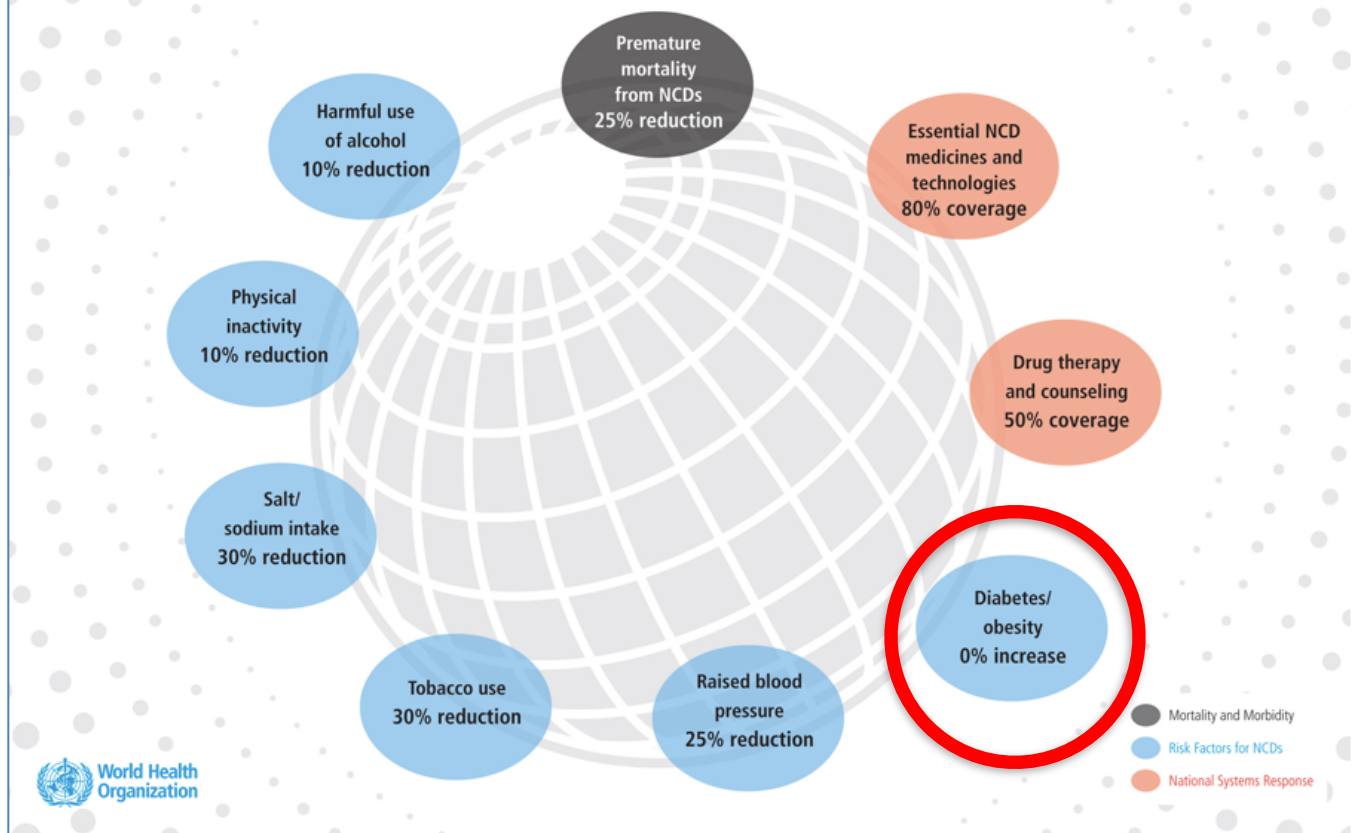 Premature
mortality
from NCDs
25% reduction
Harmful use
of alcohol
10% reduction
Essential NCD
medicines and
technologies
80% coverage
Physical
inactivity
10% reduction
Drug therapy
and counseling
50% coverage
Salt/
sodium intake
30% reduction
Diabetes/
obesity
0% increase
Tobacco use
30% reduction
Raised blood
pressure
25% reduction
Mortality and Morbidity
Risk Factors for NCDs
National Systems Response
World Health
Organization